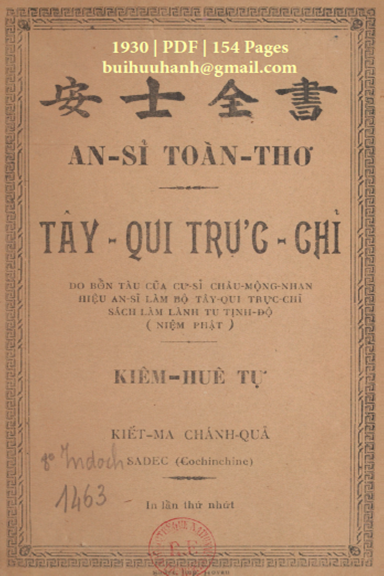 1930 | PDF | 154 Pages
buihuuhanh@gmail.com
安士全書
AN-SĨ TOÀN-THƠ
TÂY - QUI TRỰC - CHỈ
DO BỔN TÀU CỦA CƯ-SĨ CHÂU-MỘNG-NHAN
HIỆU AN-SĨ LÀM BỘ TÂY-QUI TRỰC-CHỈ
SÁCH LÀM LÀNH TU TỊNH-ĐỘ
( NIỆM PHẬT )
KIÊM-HUÊ TỰ
KIẾT-MA CHÁNH-QUẢ
SADEC (Cochinchine)
8º Indoch
1463
In lần thứ nhứt
R.F